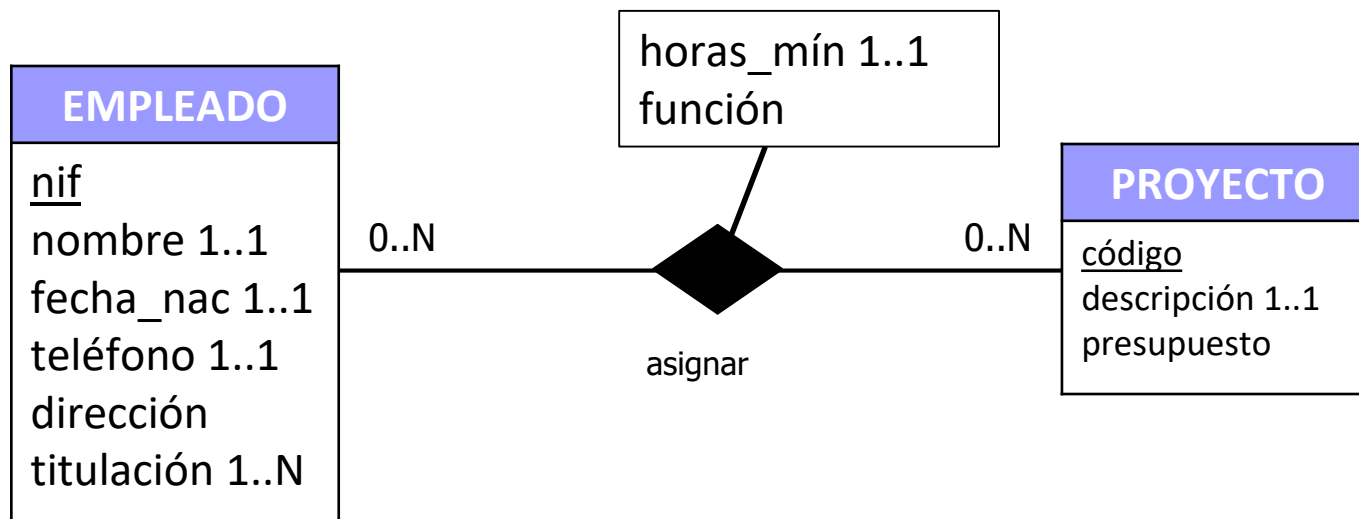 EMPLEADO
nif
nombre 1..1
fecha_nac 1..1
teléfono 1..1
dirección
titulación 1..N
0..N
horas_mín 1..1
función
asignar
0..N
PROYECTO
código
descripción 1..1
presupuesto